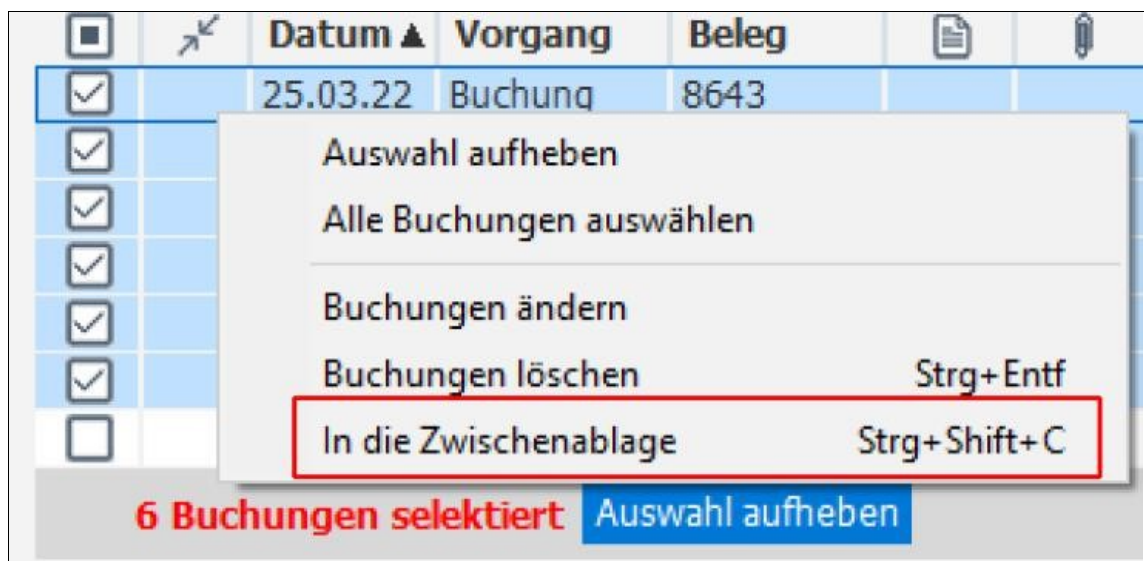 Datum Vorgang Beleg
25.03.22 Buchung 8643
Auswahl aufheben
Alle Buchungen auswählen
Buchungen ändern
Buchungen löschen Strg+Entf
In die Zwischenablage Strg+Shift+C
6 Buchungen selektiert Auswahl aufheben